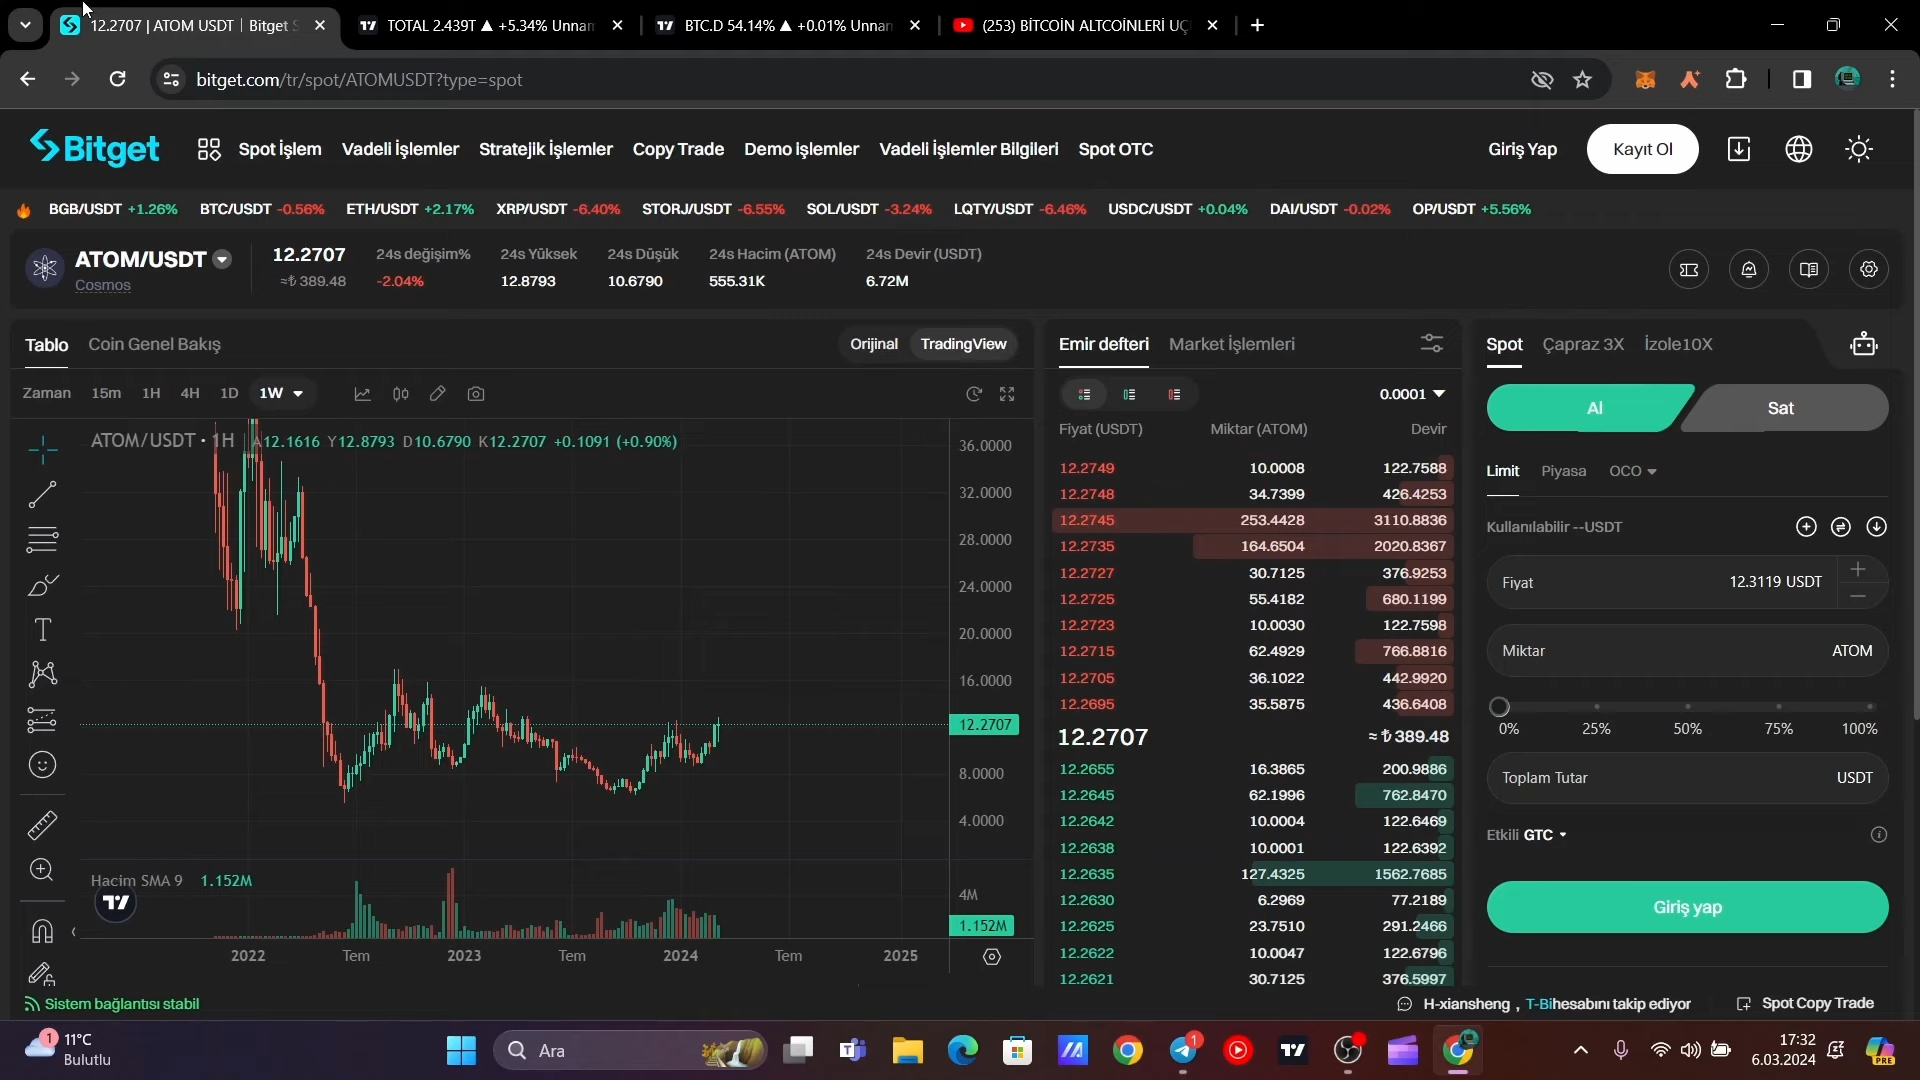 12.2707 | ATOM USDT | Bitget S
TOTAL 2.439T ▲ +5.34% Unnam
BTC.D 54.14% ▲ +0.01% Unnan
(253) BİTCOİN ALTCOİNLERİ UÇ
bitget.com/tr/spot/ATOMUSDT?type=spot
Bitget
Spot İşlem
Vadeli İşlemler
Stratejik İşlemler
Copy Trade
Demo İşlemler
Vadeli İşlemler Bilgileri
Spot OTC
Giriş Yap
Kayıt Ol
BGB/USDT +1.26%
BTC/USDT -0.56%
ETH/USDT +2.17%
XRP/USDT -6.40%
STORJ/USDT -6.55%
SOL/USDT -3.24%
LQTY/USDT -6.46%
USDC/USDT +0.04%
DAI/USDT -0.02%
OP/USDT +5.56%
ATOM/USDT
Cosmos
12.2707
≈₺ 389.48
24s değişim%
-2.04%
24s Yüksek
12.8793
24s Düşük
10.6790
24s Hacim (ATOM)
555.31K
24s Devir (USDT)
6.72M
Tablo
Coin Genel Bakış
Original
TradingView
Zaman 15m 1H 4H 1D 1W
ATOM/USDT · 1H A12.1616 Y12.8793 D10.6790 K12.2707 +0.1091 (+0.90%)
36.0000
32.0000
28.0000
24.0000
20.0000
16.0000
12.2707
8.0000
4.0000
Hacim SMA 9 1.152M
4M
1.152M
2022 Tem 2023 Tem 2024 Tem 2025
Emir defteri
Market İşlemleri
0.0001
Fiyat (USDT) Miktar (ATOM) Devir
12.2749 10.0008 122.7588
12.2748 34.7399 426.4253
12.2745 253.4428 3110.8836
12.2735 164.6504 2020.8367
12.2727 30.7125 376.9253
12.2725 55.4182 680.1199
12.2723 10.0030 122.7598
12.2715 62.4929 766.8816
12.2705 36.1022 442.9920
12.2695 35.5875 436.6408
12.2707 ≈ ₺ 389.48
12.2655 16.3865 200.9886
12.2645 62.1996 762.8470
12.2642 10.0004 122.6469
12.2638 10.0001 122.6392
12.2635 127.4325 1562.7685
12.2630 6.2969 77.2189
12.2625 23.7510 291.2466
12.2622 10.0047 122.6796
12.2621 30.7125 376.5997
Spot
Çapraz 3X
İzole10X
Al
Sat
Limit
Piyasa
OCO
Kullanılabilir --USDT
Fiyat 12.3119 USDT
Miktar ATOM
0% 25% 50% 75% 100%
Toplam Tutar USDT
Etkili GTC
Giriş yap
Sistem bağlantısı stabil
H-xiansheng , T-Bihesabını takip ediyor
Spot Copy Trade
1
11°C
Bulutlu
Ara
1
17:32
6.03.2024
PRE